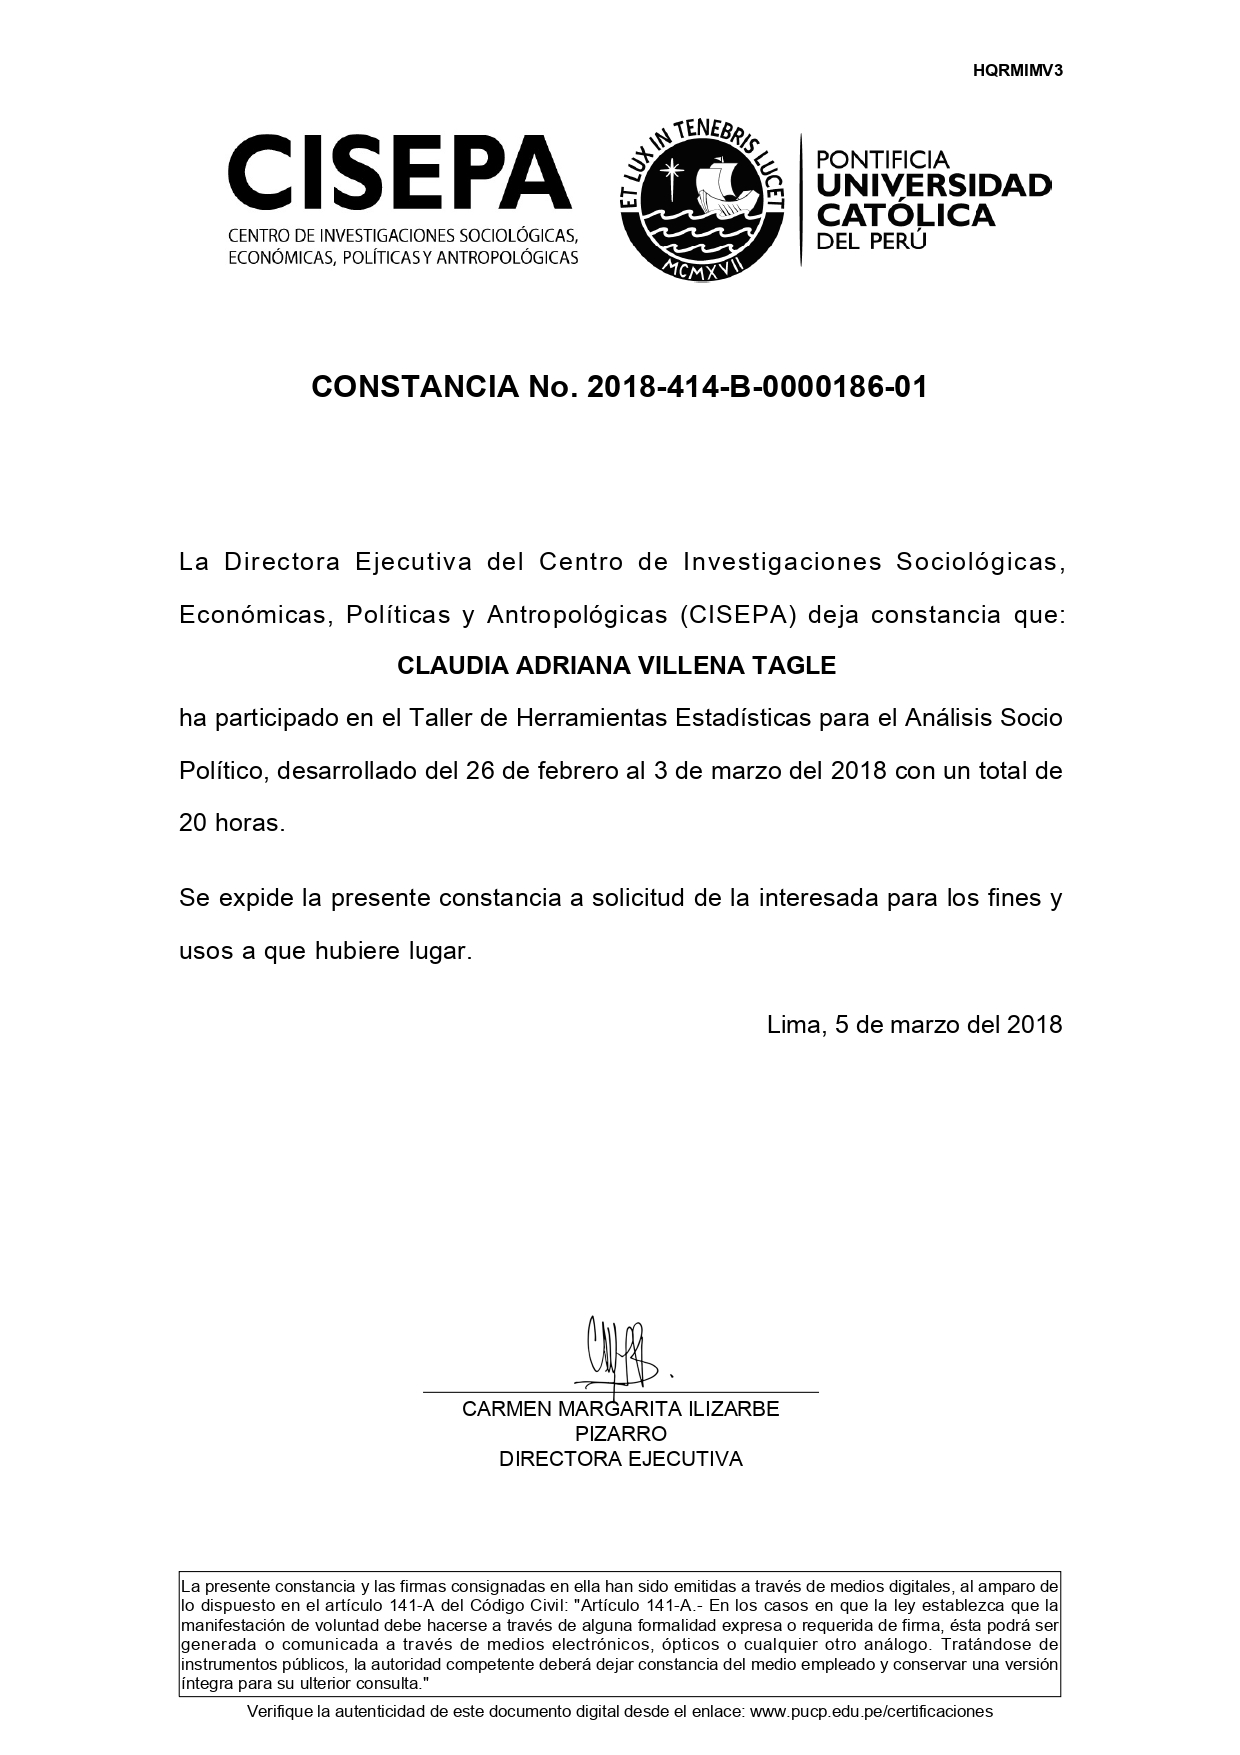 HQRMIMV3
CISEPA
CENTRO DE INVESTIGACIONES SOCIOLÓGICAS,
ECONÓMICAS, POLÍTICAS Y ANTROPOLÓGICAS
ET LUX IN TENEBRIS LUCET
MCMXVII
PONTIFICIA
UNIVERSIDAD
CATÓLICA
DEL PERÚ
CONSTANCIA No. 2018-414-B-0000186-01
La Directora Ejecutiva del Centro de Investigaciones Sociológicas,
Económicas, Políticas y Antropológicas (CISEPA) deja constancia que:
CLAUDIA ADRIANA VILLENA TAGLE
ha participado en el Taller de Herramientas Estadísticas para el Análisis Socio
Político, desarrollado del 26 de febrero al 3 de marzo del 2018 con un total de
20 horas.
Se expide la presente constancia a solicitud de la interesada para los fines y
usos a que hubiere lugar.
Lima, 5 de marzo del 2018
CARMEN MARGARITA ILIZARBE
PIZARRO
DIRECTORA EJECUTIVA
La presente constancia y las firmas consignadas en ella han sido emitidas a través de medios digitales, al amparo de
lo dispuesto en el artículo 141-A del Código Civil: "Artículo 141-A.- En los casos en que la ley establezca que la
manifestación de voluntad debe hacerse a través de alguna formalidad expresa o requerida de firma, ésta podrá ser
generada o comunicada a través de medios electrónicos, ópticos o cualquier otro análogo. Tratándose de
instrumentos públicos, la autoridad competente deberá dejar constancia del medio empleado y conservar una versión
íntegra para su ulterior consulta."
Verifique la autenticidad de este documento digital desde el enlace: www.pucp.edu.pe/certificaciones